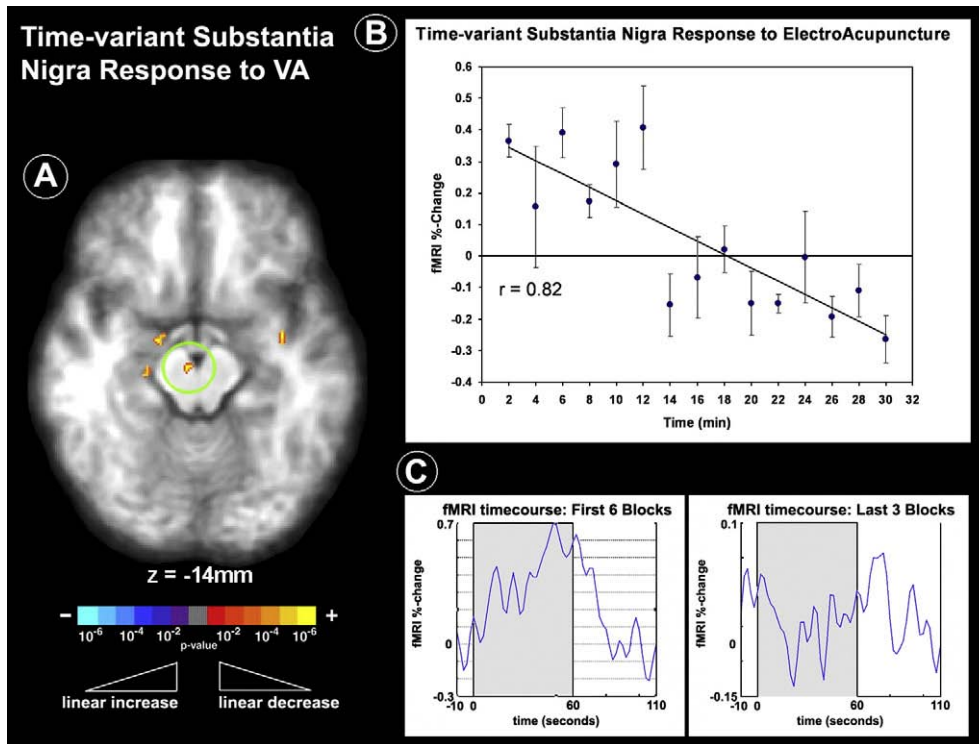 Time-variant Substantia
Nigra Response to VA
A
z = -14mm
− +
10-6 10-4 10-2 10-2 10-4 10-6
p-value
linear increase linear decrease
B
Time-variant Substantia Nigra Response to ElectroAcupuncture
fMRI %-Change
0.6
0.5
0.4
0.3
0.2
0.1
0
-0.1
-0.2
-0.3
-0.4
r = 0.82
0 2 4 6 8 10 12 14 16 18 20 22 24 26 28 30 32
Time (min)
C
fMRI timecourse: First 6 Blocks
0.7
fMRI %-change
0
-0.3
-10 0 60 110
time (seconds)
fMRI timecourse: Last 3 Blocks
0.1
fMRI %-change
0
-0.15
-10 0 60 110
time (seconds)